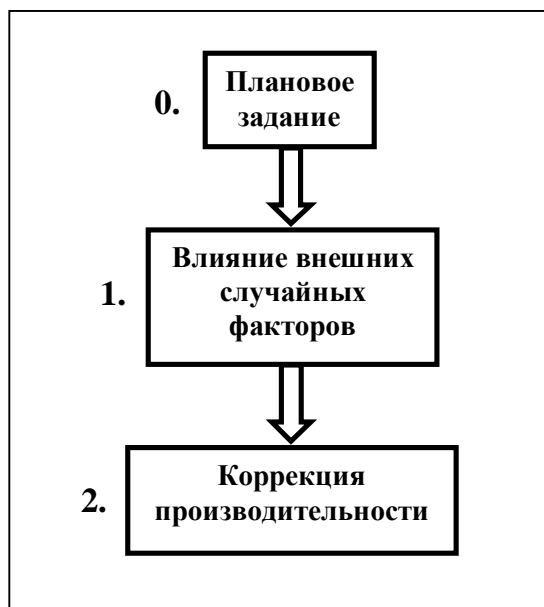 0.
Плановое
задание
1.
Влияние внешних
случайных
факторов
2.
Коррекция
производительности